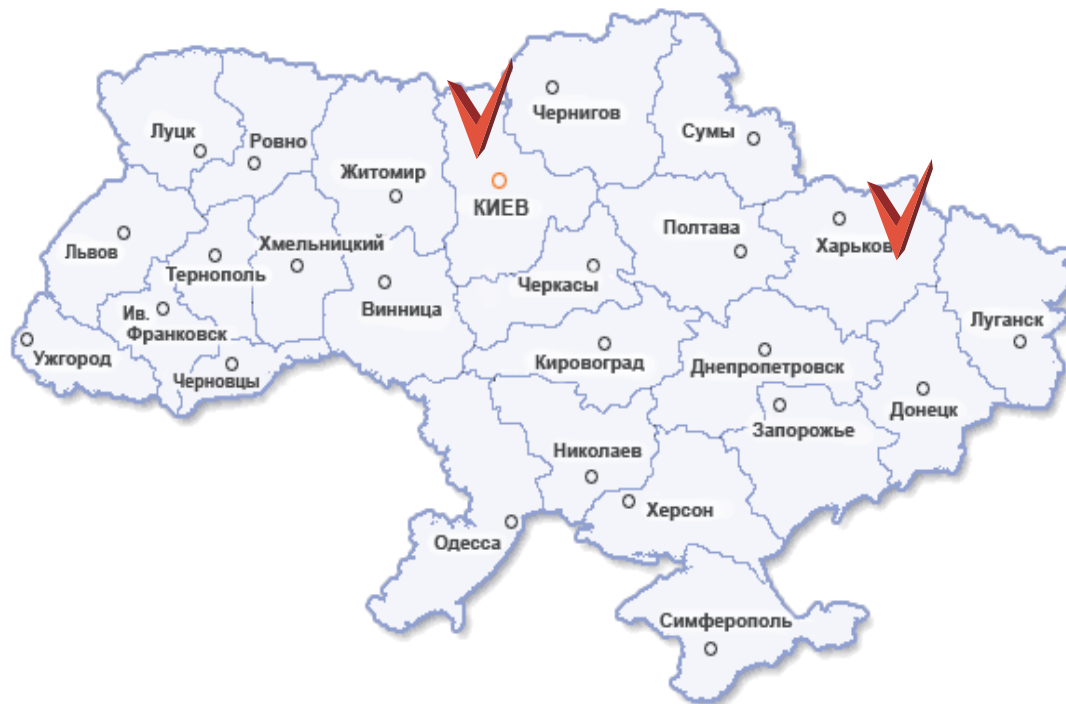 Чернигов
Луцк
Ровно
Сумы
Житомир
КИЕВ
Львов
Тернополь
Хмельницкий
Полтава
Харьков
Черкасы
Винница
Ив.
Франковск
Луганск
Ужгород
Черновцы
Кировоград
Днепропетровск
Донецк
Запорожье
Николаев
Херсон
Одесса
Симферополь